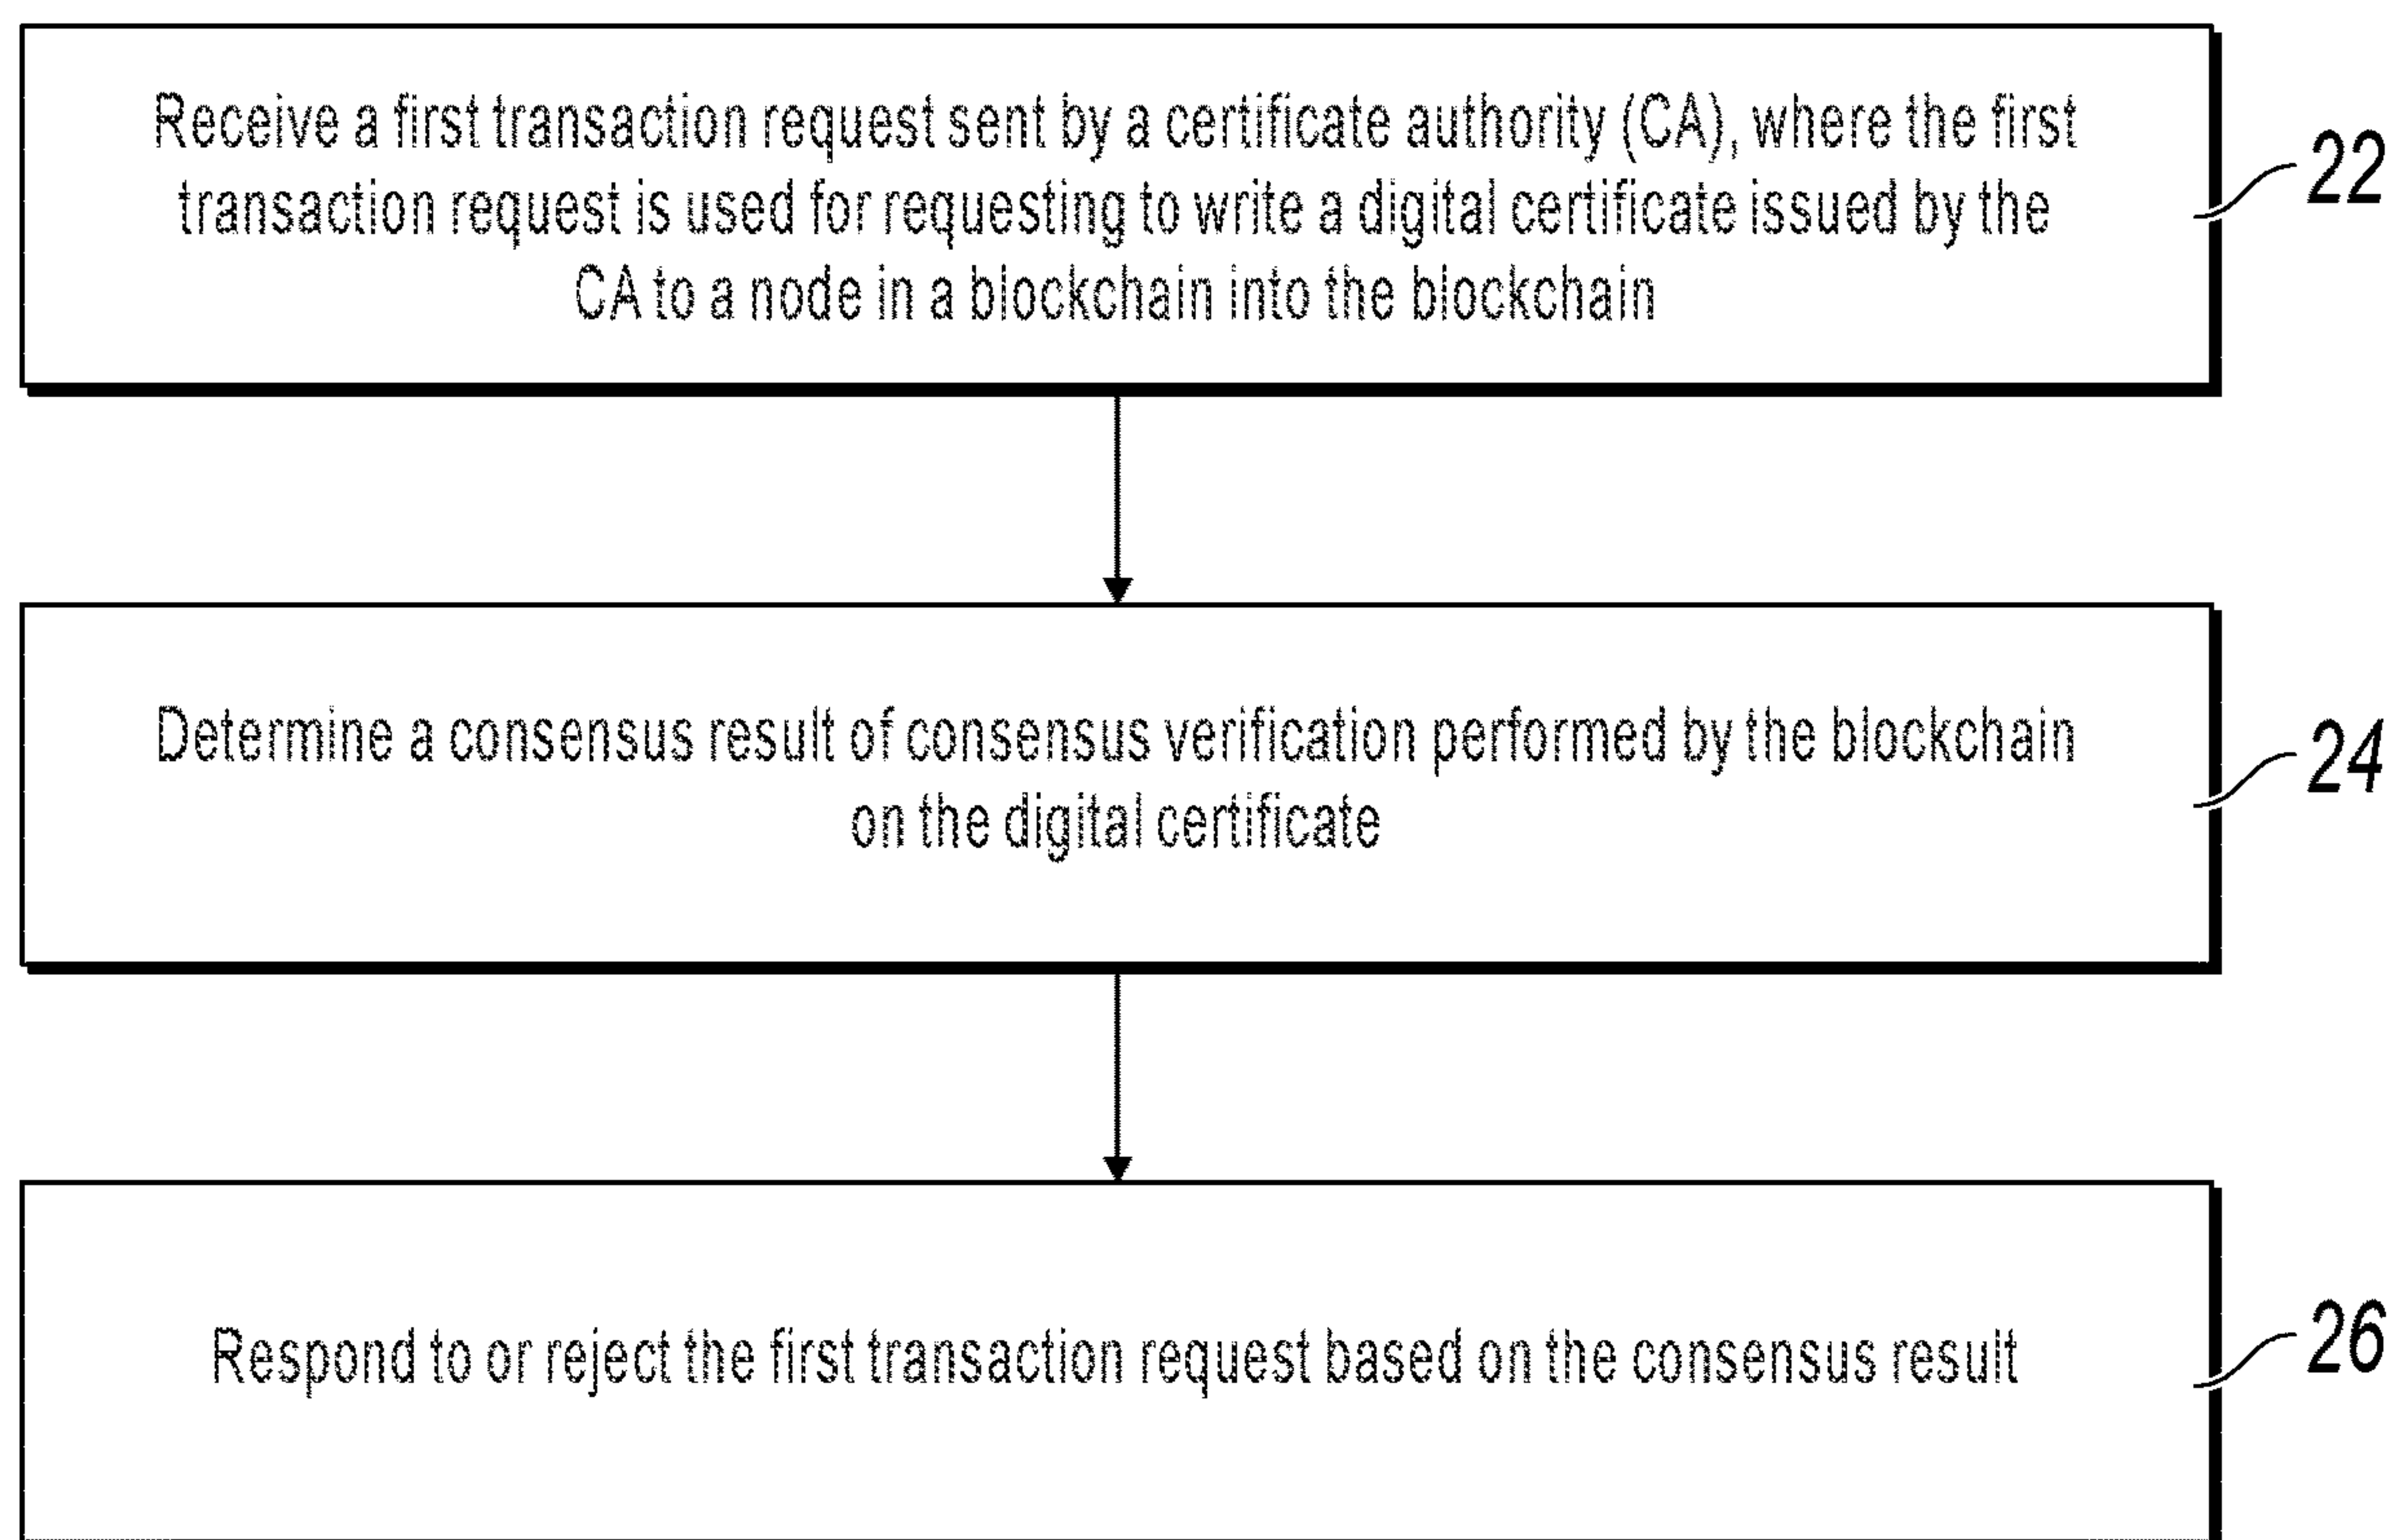 Receive a first transaction request sent by a certificate authority (CA), where the first
transaction request is used for requesting to write a digital certificate issued by the
CA to a node in a blockchain into the blockchain
22
Determine a consensus result of consensus verification performed by the blockchain
on the digital certificate
24
Respond to or reject the first transaction request based on the consensus result
26